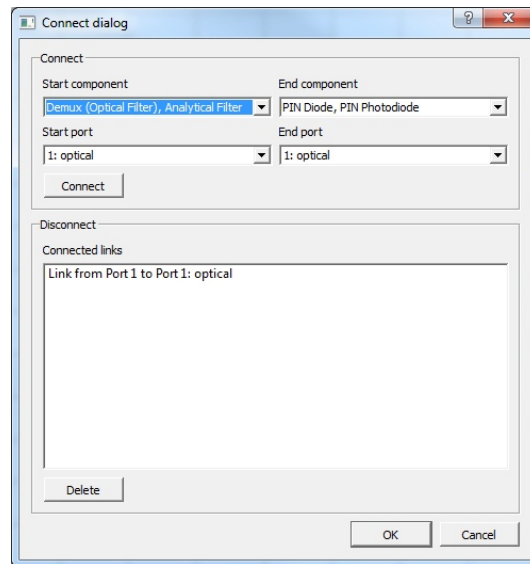 Connect dialog
?
Connect
Start component
End component
Demux (Optical Filter), Analytical Filter
PIN Diode, PIN Photodiode
Start port
End port
1: optical
1: optical
Connect
Disconnect
Connected links
Link from Port 1 to Port 1: optical
Delete
OK
Cancel